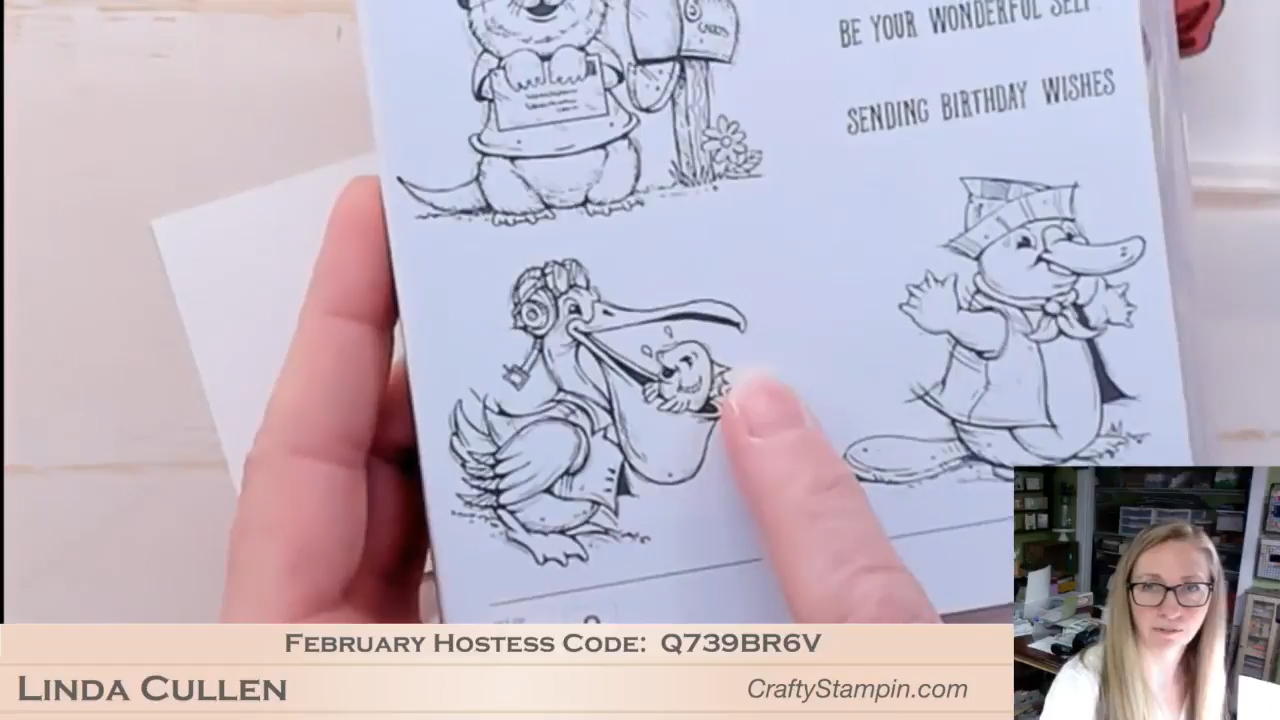 BE YOUR WONDERFUL SELF
SENDING BIRTHDAY WISHES
FEBRUARY HOSTESS CODE: Q739BR6V
LINDA CULLEN
CraftyStampin.com